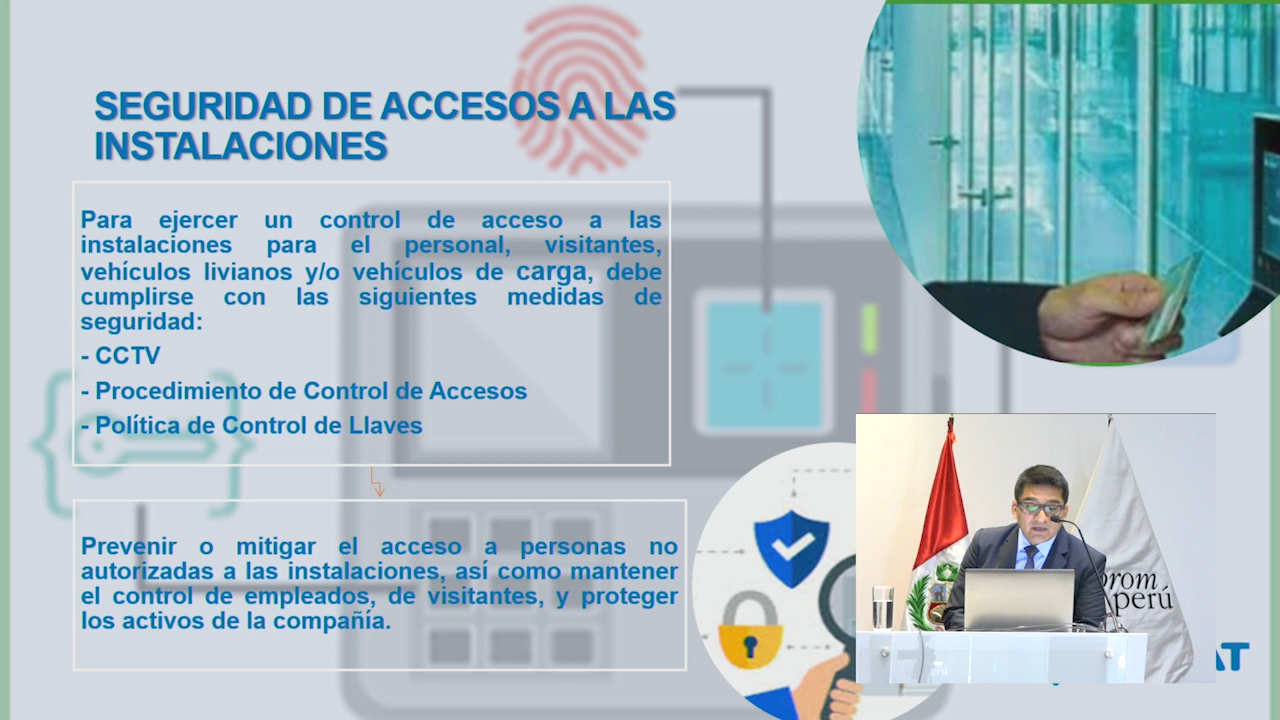 SEGURIDAD DE ACCESOS A LAS
INSTALACIONES
Para ejercer un control de acceso a las
instalaciones para el personal, visitantes,
vehículos livianos y/o vehículos de carga, debe
cumplirse con las siguientes medidas de
seguridad:
- CCTV
- Procedimiento de Control de Accesos
- Política de Control de Llaves
Prevenir o mitigar el acceso a personas no
autorizadas a las instalaciones, así como mantener
el control de empleados, de visitantes, y proteger
los activos de la compañía.
prom
perú